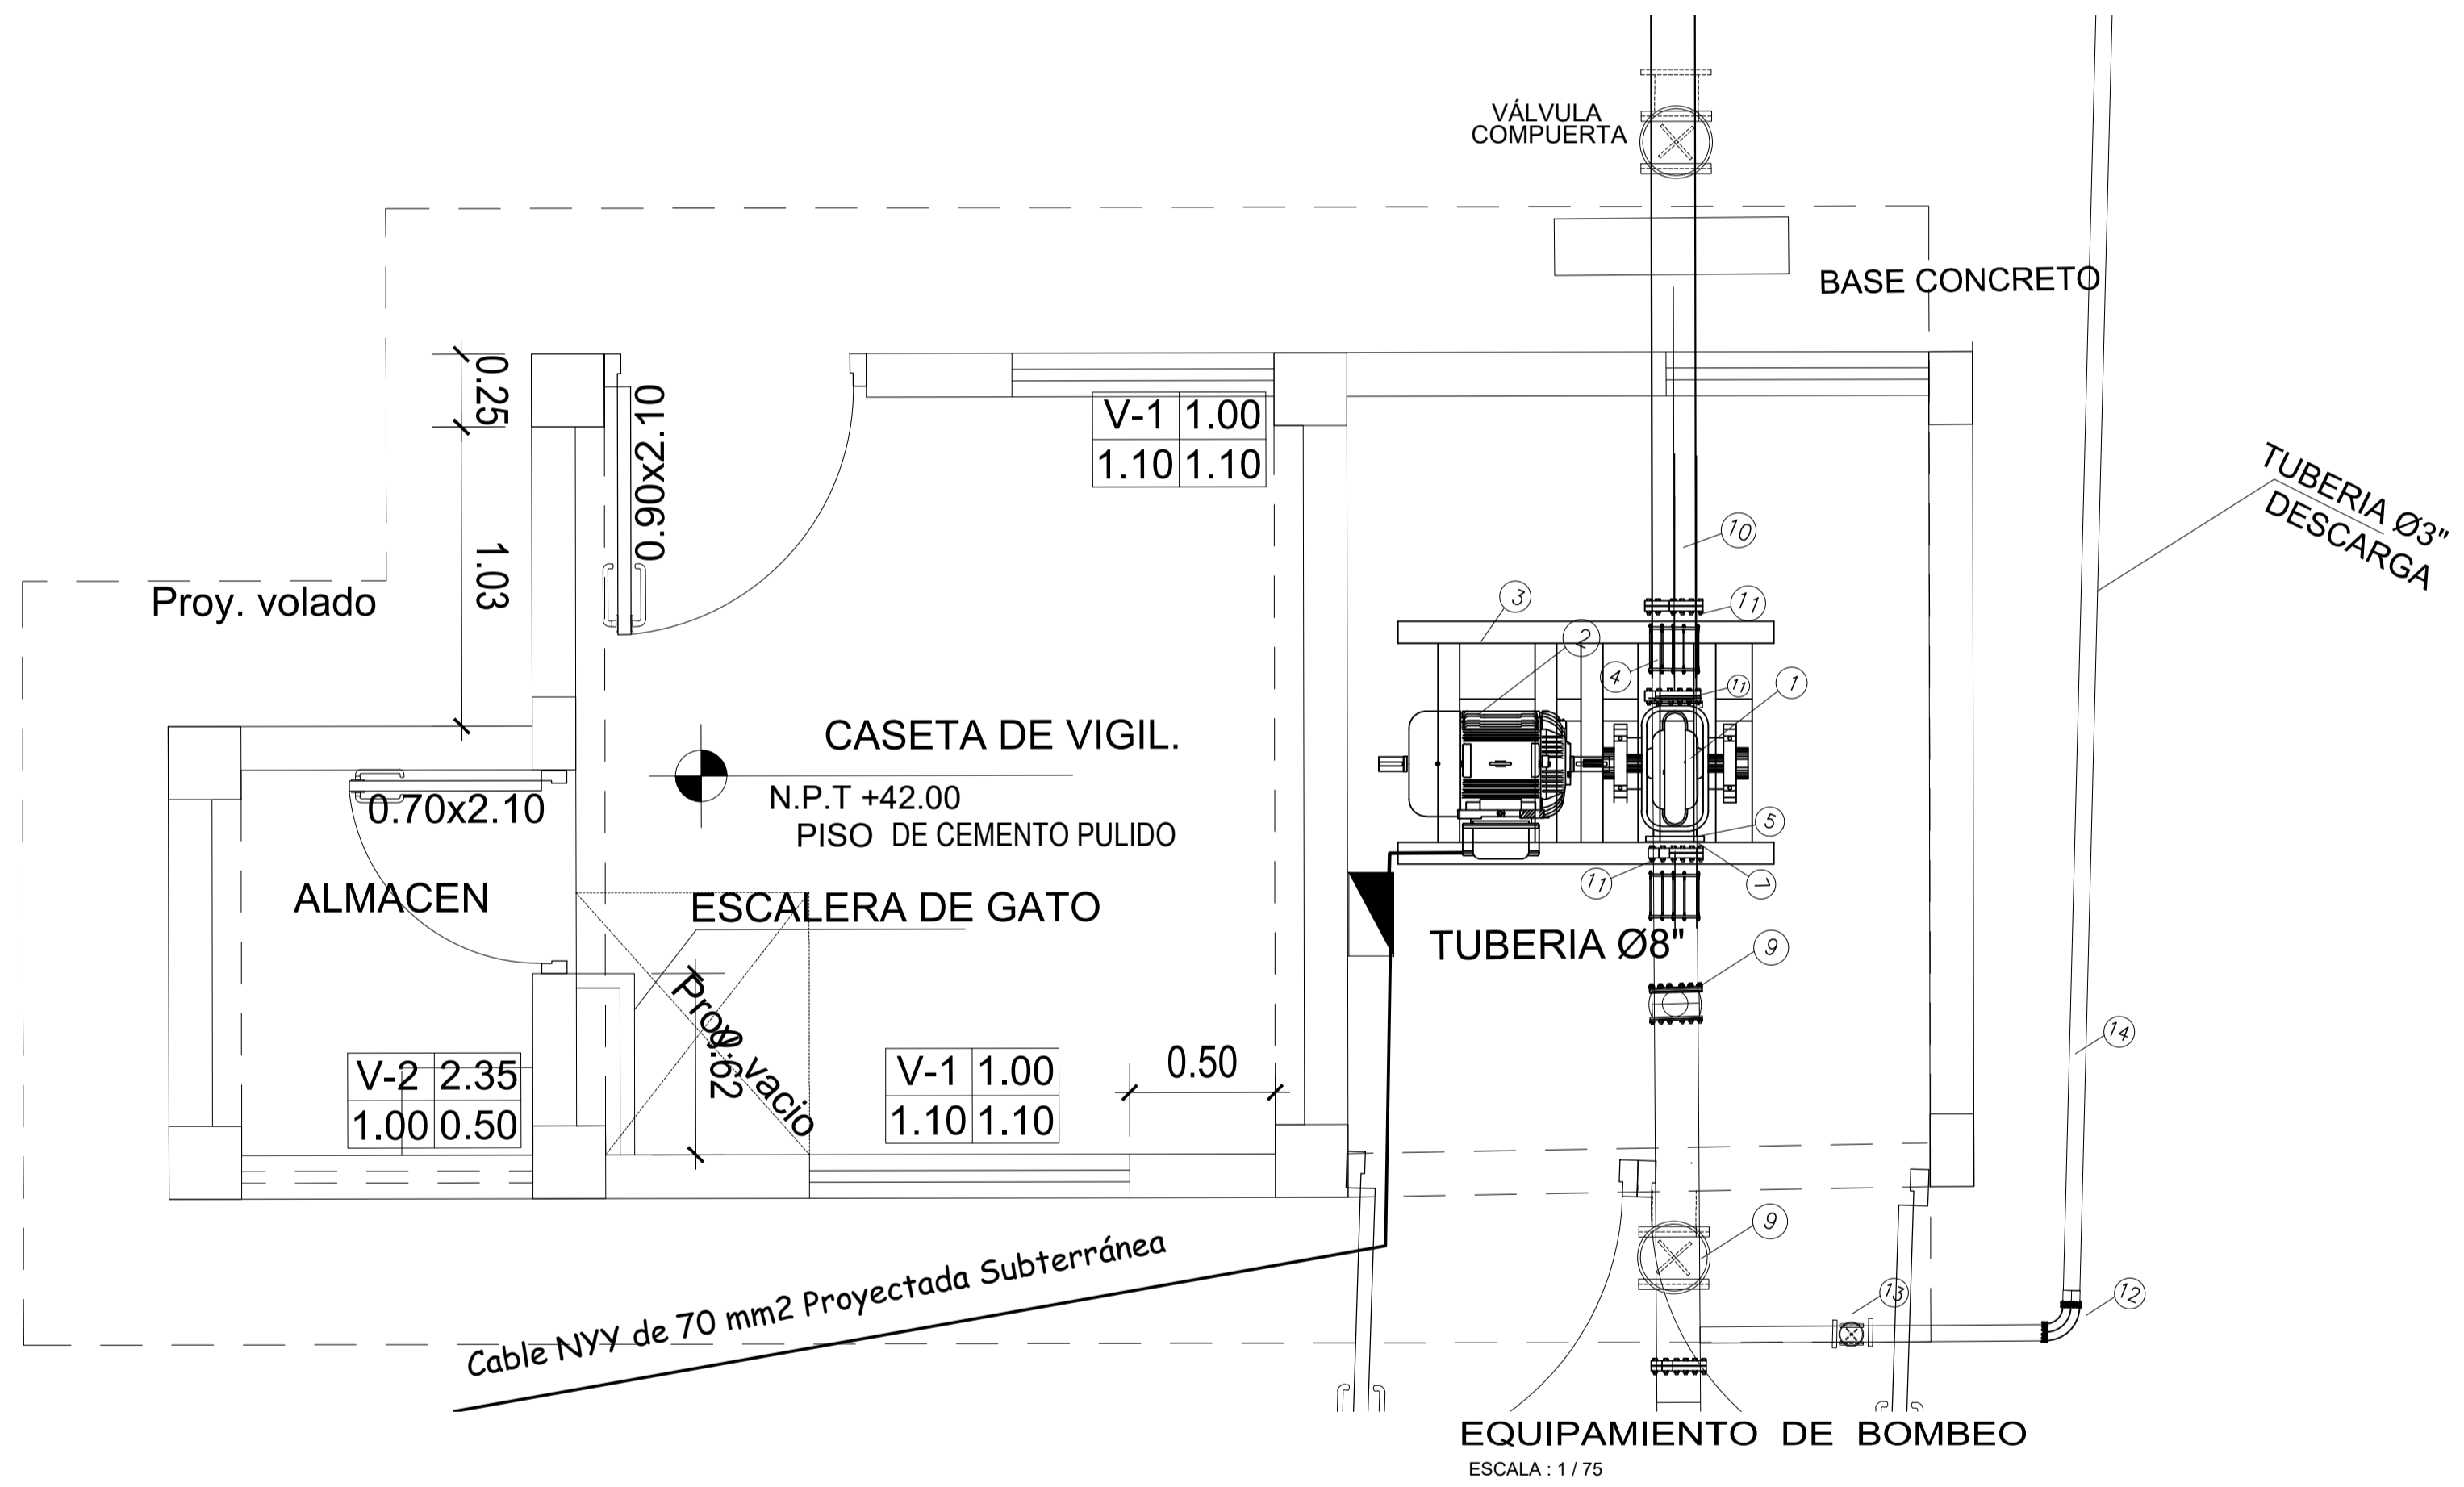 VÁLVULA
COMPUERTA
BASE CONCRETO
0.25
0.90x2.10
V-1 1.00
1.10 1.10
TUBERIA Ø3"
DESCARGA
10
1.03
Proy. volado
3
11
2
4
11
1
CASETA DE VIGIL.
N.P.T +42.00
PISO DE CEMENTO PULIDO
0.70x2.10
5
11
7
ALMACEN
ESCALERA DE GATO
TUBERIA Ø8"
9
Proy. vacio
0.62
14
V-2 2.35
1.00 0.50
V-1 1.00
1.10 1.10
0.50
9
Cable NYY de 70 mm2 Proyectada Subterránea
13
12
EQUIPAMIENTO DE BOMBEO
ESCALA : 1 / 75